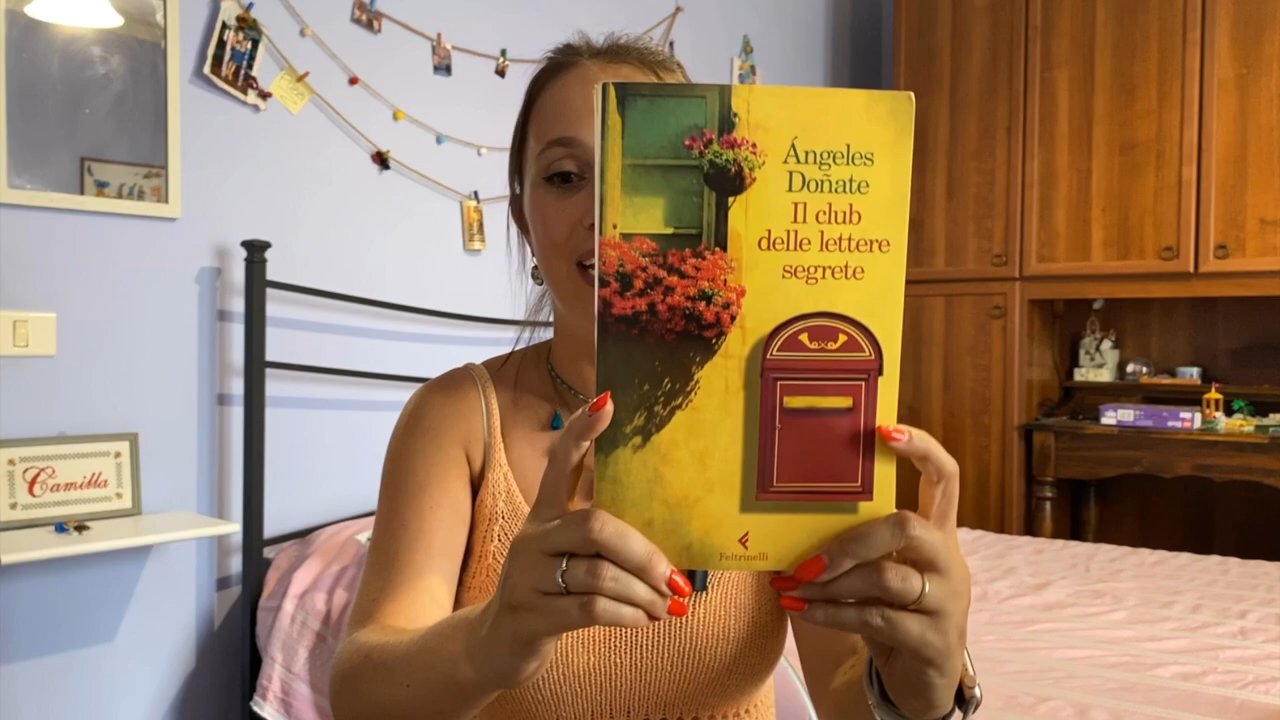 Ángeles
Doñate
Il club
delle lettere
segrete
Feltrinelli
Camilla